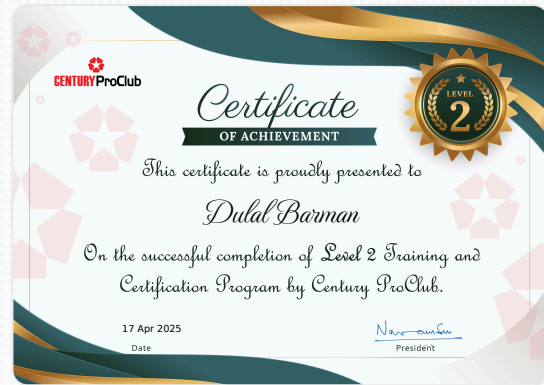 CENTURY ProClub
LEVEL
2
Certificate
OF ACHIEVEMENT
This certificate is proudly presented to
Dulal Barman
On the successful completion of Level 2 Training and
Certification Program by Century ProClub.
17 Apr 2025
Date
President